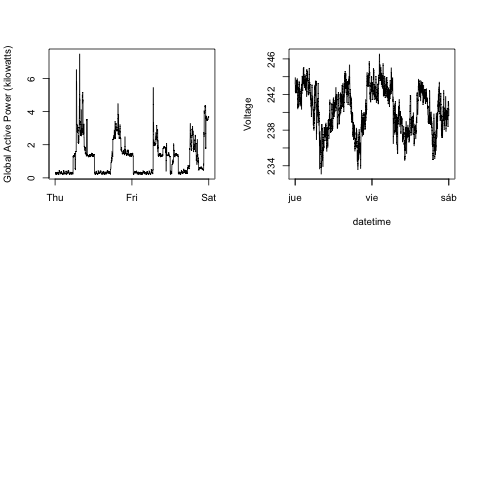 Global Active Power (kilowatts)
6
4
2
0
Thu Fri Sat
Voltage
246
242
238
234
jue vie sáb
datetime